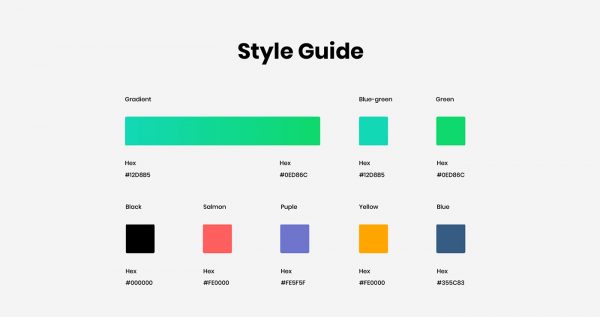 Style Guide
Gradient
Blue-green
Green
Hex
Hex
Hex
Hex
#12D8B5
#0ED86C
#12D8B5
#0ED86C
Black
Salmon
Puple
Yellow
Blue
Hex
Hex
Hex
Hex
Hex
#000000
#FE0000
#FE5F5F
#FE0000
#355C83